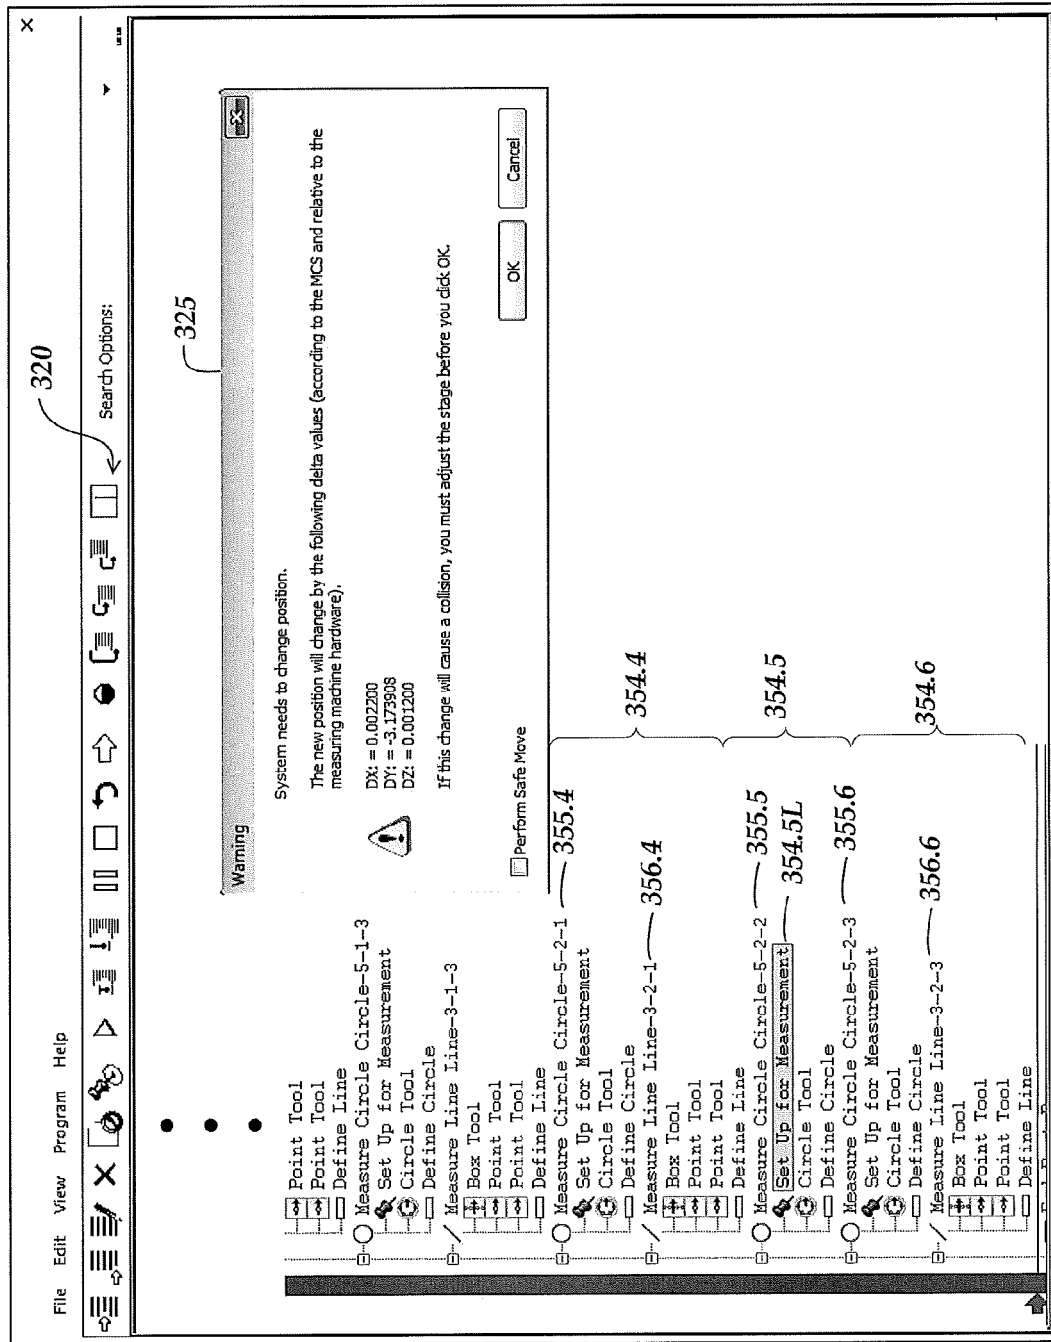 File Edit View Program Help
×
320
Search Options:
325
Warning
System needs to change position.
The new position will change by the following delta values (according to the MCS and relative to the
measuring machine hardware).
DX: = 0.002200
DY: = -3.173908
DZ: = 0.001200
If this change will cause a collision, you must adjust the stage before you click OK.
Perform Safe Move
OK
Cancel
Point Tool
Point Tool
Define Line
Measure Circle Circle-5-1-3
Set Up for Measurement
Circle Tool
Define Circle
Measure Line Line-3-1-3
Box Tool
Point Tool
Point Tool
Define Line
Measure Circle Circle-5-2-1 355.4
Set Up for Measurement
Circle Tool
Define Circle
354.4
Measure Line Line-3-2-1 356.4
Box Tool
Point Tool
Point Tool
Define Line
Measure Circle Circle-5-2-2 355.5
Set Up for Measurement 354.5L
354.5
Circle Tool
Define Circle
Measure Circle Circle-5-2-3 355.6
Set Up for Measurement
Circle Tool
Define Circle
354.6
Measure Line Line-3-2-3 356.6
Box Tool
Point Tool
Point Tool
Define Line